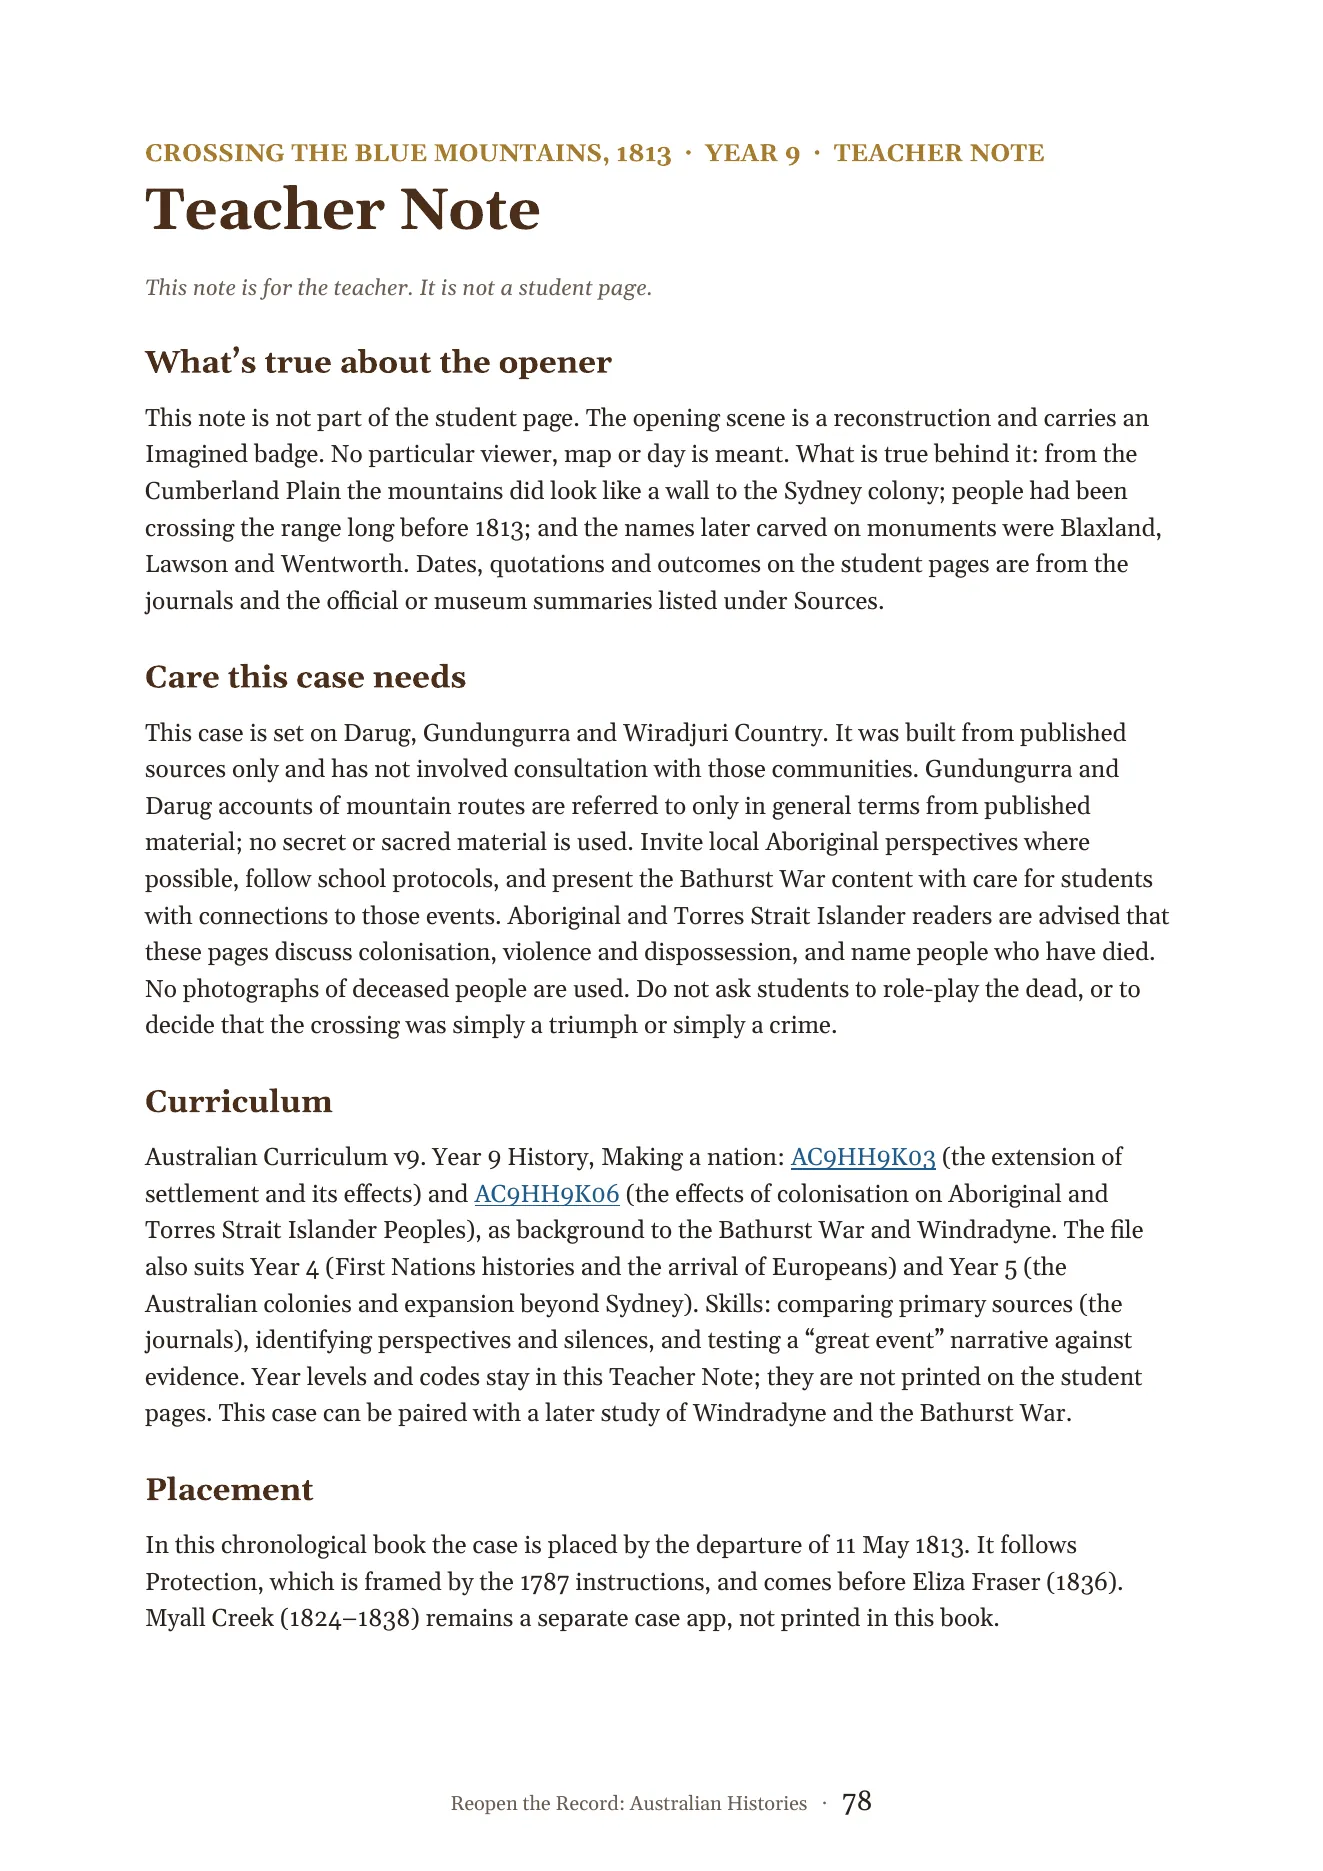 CROSSING THE BLUE MOUNTAINS, 1813 · YEAR 9 · TEACHER NOTE
Teacher Note
This note is for the teacher. It is not a student page.
What’s true about the opener
This note is not part of the student page. The opening scene is a reconstruction and carries an
Imagined badge. No particular viewer, map or day is meant. What is true behind it: from the
Cumberland Plain the mountains did look like a wall to the Sydney colony; people had been
crossing the range long before 1813; and the names later carved on monuments were Blaxland,
Lawson and Wentworth. Dates, quotations and outcomes on the student pages are from the
journals and the official or museum summaries listed under Sources.
Care this case needs
This case is set on Darug, Gundungurra and Wiradjuri Country. It was built from published
sources only and has not involved consultation with those communities. Gundungurra and
Darug accounts of mountain routes are referred to only in general terms from published
material; no secret or sacred material is used. Invite local Aboriginal perspectives where
possible, follow school protocols, and present the Bathurst War content with care for students
with connections to those events. Aboriginal and Torres Strait Islander readers are advised that
these pages discuss colonisation, violence and dispossession, and name people who have died.
No photographs of deceased people are used. Do not ask students to role-play the dead, or to
decide that the crossing was simply a triumph or simply a crime.
Curriculum
Australian Curriculum v9. Year 9 History, Making a nation: AC9HH9K03 (the extension of
settlement and its effects) and AC9HH9K06 (the effects of colonisation on Aboriginal and
Torres Strait Islander Peoples), as background to the Bathurst War and Windradyne. The file
also suits Year 4 (First Nations histories and the arrival of Europeans) and Year 5 (the
Australian colonies and expansion beyond Sydney). Skills: comparing primary sources (the
journals), identifying perspectives and silences, and testing a “great event” narrative against
evidence. Year levels and codes stay in this Teacher Note; they are not printed on the student
pages. This case can be paired with a later study of Windradyne and the Bathurst War.
Placement
In this chronological book the case is placed by the departure of 11 May 1813. It follows
Protection, which is framed by the 1787 instructions, and comes before Eliza Fraser (1836).
Myall Creek (1824–1838) remains a separate case app, not printed in this book.
Reopen the Record: Australian Histories · 78